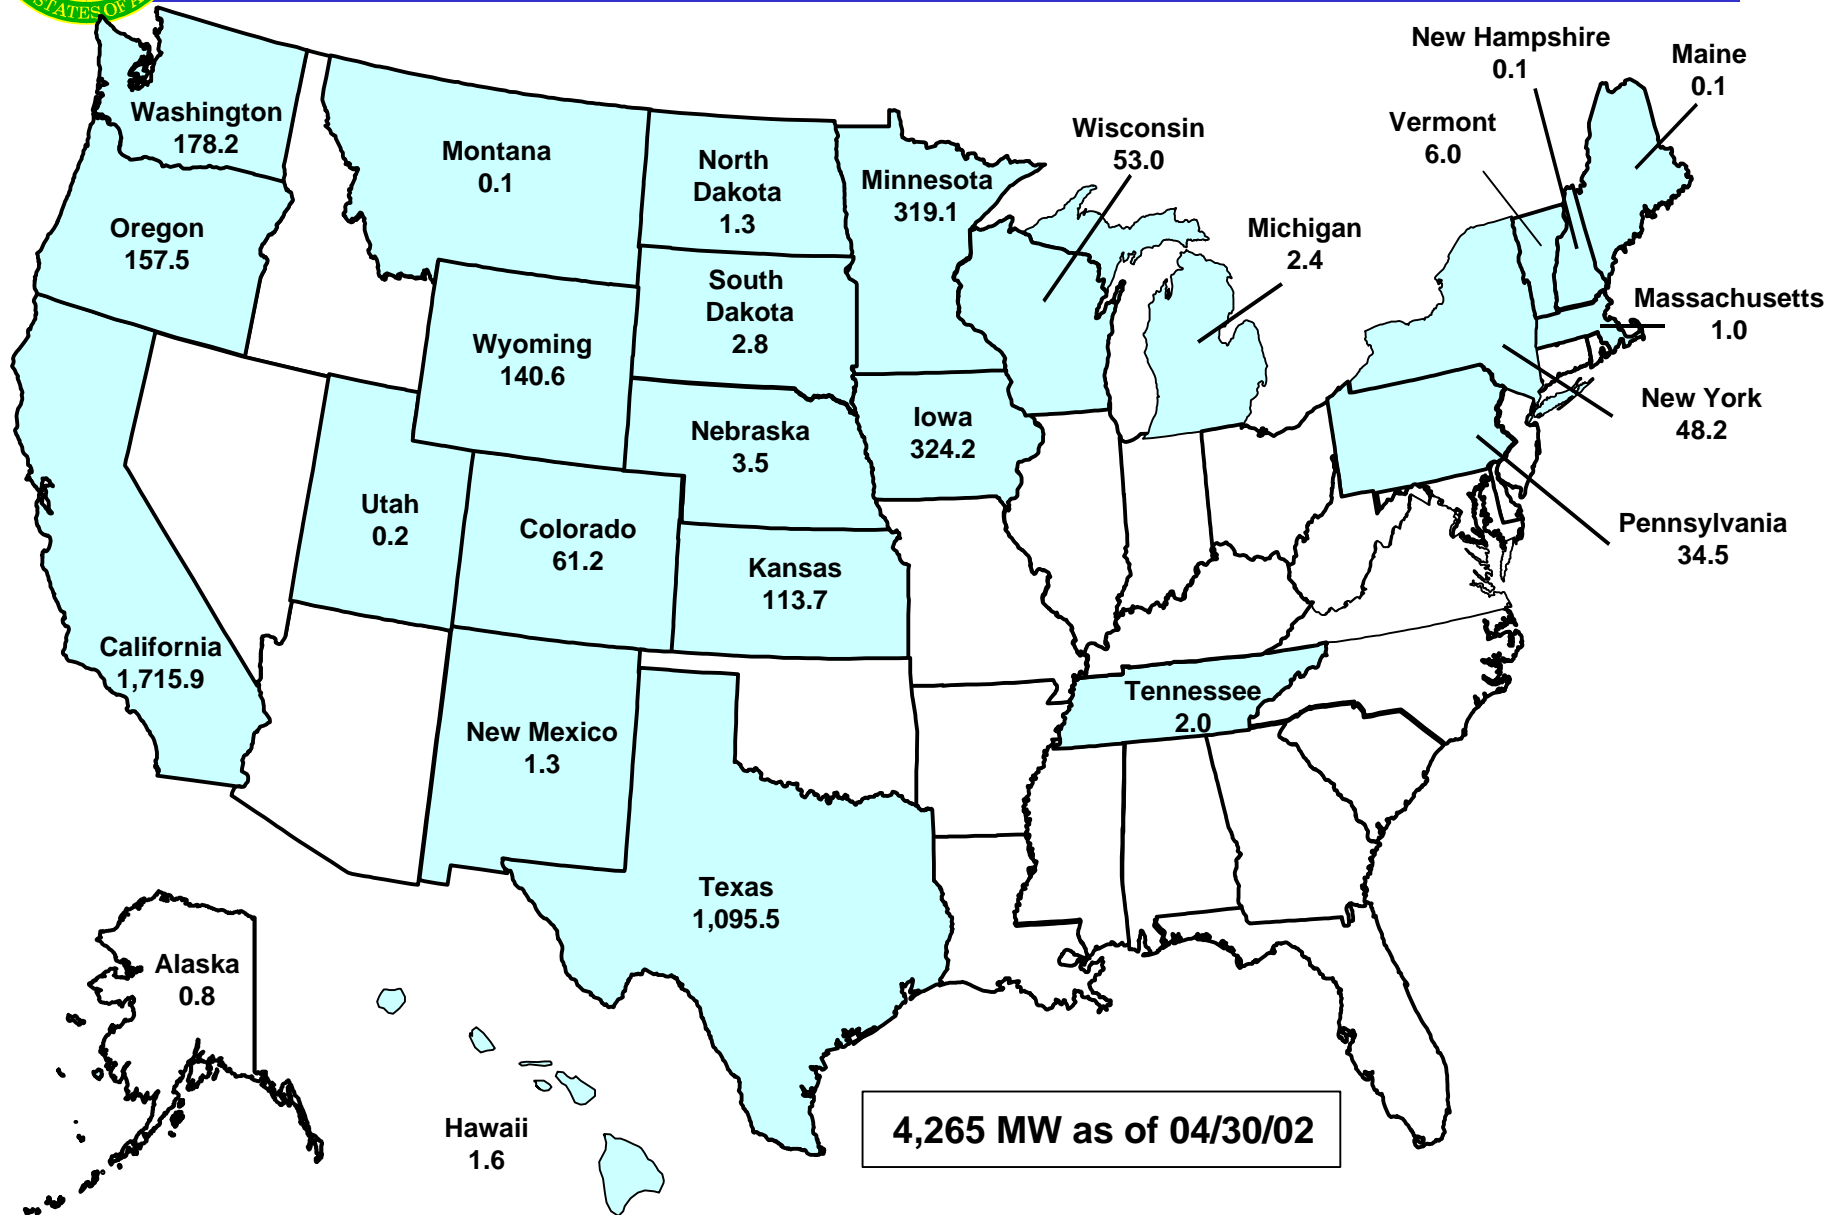 STATES OF A
New Hampshire
0.1
Maine
0.1
Washington
178.2
Wisconsin
53.0
Vermont
6.0
Montana
0.1
North
Dakota
1.3
Minnesota
319.1
Oregon
157.5
Michigan
2.4
South
Dakota
2.8
Massachusetts
1.0
Wyoming
140.6
New York
48.2
Nebraska
3.5
Iowa
324.2
Utah
0.2
Colorado
61.2
Pennsylvania
34.5
Kansas
113.7
California
1,715.9
Tennessee
2.0
New Mexico
1.3
Texas
1,095.5
Alaska
0.8
Hawaii
1.6
4,265 MW as of 04/30/02